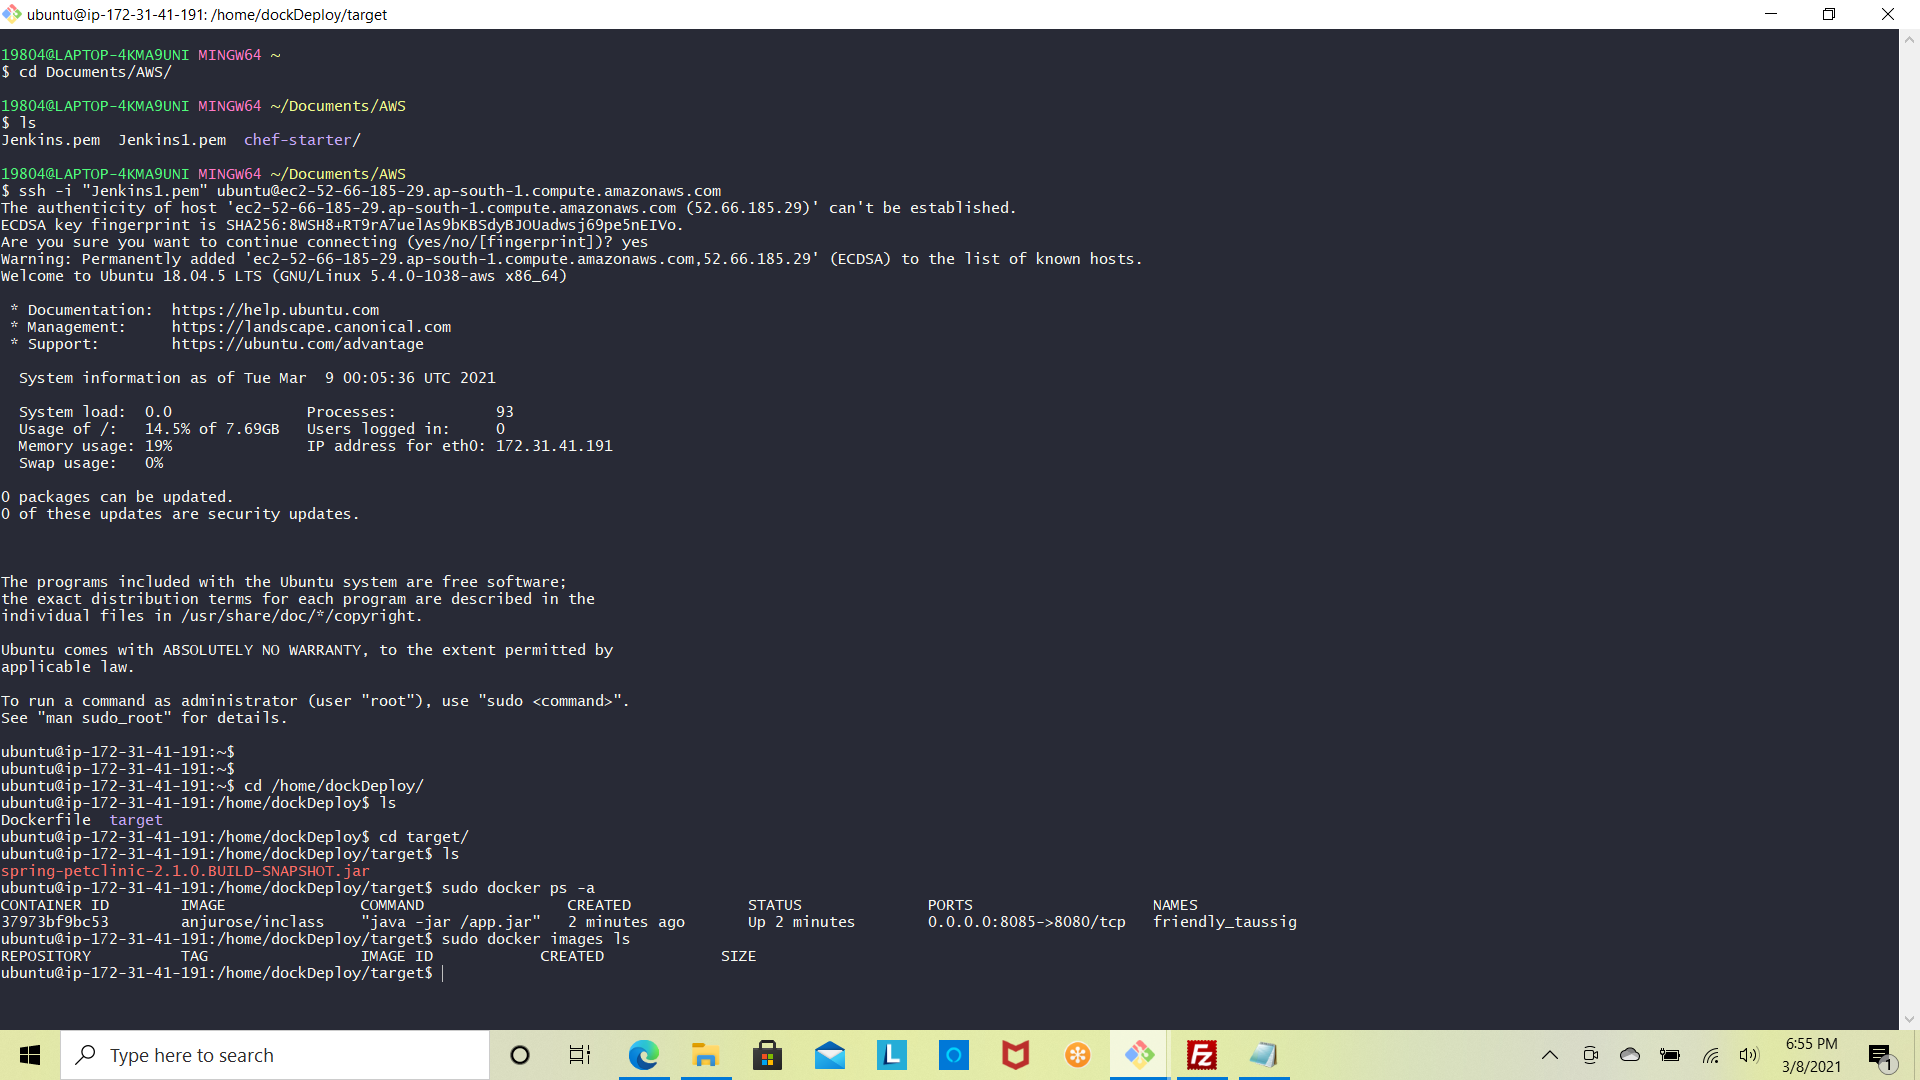 ubuntu@ip-172-31-41-191: /home/dockDeploy/target
19804@LAPTOP-4KMA9UNI MINGW64 ~
$ cd Documents/AWS/
19804@LAPTOP-4KMA9UNI MINGW64 ~/Documents/AWS
$ ls
Jenkins.pem  Jenkins1.pem  chef-starter/
19804@LAPTOP-4KMA9UNI MINGW64 ~/Documents/AWS
$ ssh -i "Jenkins1.pem" ubuntu@ec2-52-66-185-29.ap-south-1.compute.amazonaws.com
The authenticity of host 'ec2-52-66-185-29.ap-south-1.compute.amazonaws.com (52.66.185.29)' can't be established.
ECDSA key fingerprint is SHA256:8WSH8+RT9rA7uelAs9bKBSdyBJOUadwsj69pe5nEIVo.
Are you sure you want to continue connecting (yes/no/[fingerprint])? yes
Warning: Permanently added 'ec2-52-66-185-29.ap-south-1.compute.amazonaws.com,52.66.185.29' (ECDSA) to the list of known hosts.
Welcome to Ubuntu 18.04.5 LTS (GNU/Linux 5.4.0-1038-aws x86_64)
* Documentation:  https://help.ubuntu.com
* Management:     https://landscape.canonical.com
* Support:        https://ubuntu.com/advantage
System information as of Tue Mar  9 00:05:36 UTC 2021
System load:  0.0               Processes:           93
Usage of /:   14.5% of 7.69GB   Users logged in:     0
Memory usage: 19%               IP address for eth0: 172.31.41.191
Swap usage:   0%
0 packages can be updated.
0 of these updates are security updates.
The programs included with the Ubuntu system are free software;
the exact distribution terms for each program are described in the
individual files in /usr/share/doc/*/copyright.
Ubuntu comes with ABSOLUTELY NO WARRANTY, to the extent permitted by
applicable law.
To run a command as administrator (user "root"), use "sudo <command>".
See "man sudo_root" for details.
ubuntu@ip-172-31-41-191:~$
ubuntu@ip-172-31-41-191:~$
ubuntu@ip-172-31-41-191:~$ cd /home/dockDeploy/
ubuntu@ip-172-31-41-191:/home/dockDeploy$ ls
Dockerfile  target
ubuntu@ip-172-31-41-191:/home/dockDeploy$ cd target/
ubuntu@ip-172-31-41-191:/home/dockDeploy/target$ ls
spring-petclinic-2.1.0.BUILD-SNAPSHOT.jar
ubuntu@ip-172-31-41-191:/home/dockDeploy/target$ sudo docker ps -a
CONTAINER ID        IMAGE               COMMAND                CREATED             STATUS              PORTS                    NAMES
37973bf9bc53        anjurose/inclass    "java -jar /app.jar"   2 minutes ago       Up 2 minutes        0.0.0.0:8085->8080/tcp   friendly_taussig
ubuntu@ip-172-31-41-191:/home/dockDeploy/target$ sudo docker images ls
REPOSITORY          TAG                 IMAGE ID            CREATED             SIZE
ubuntu@ip-172-31-41-191:/home/dockDeploy/target$
Type here to search
L
FZ
6:55 PM
3/8/2021
1